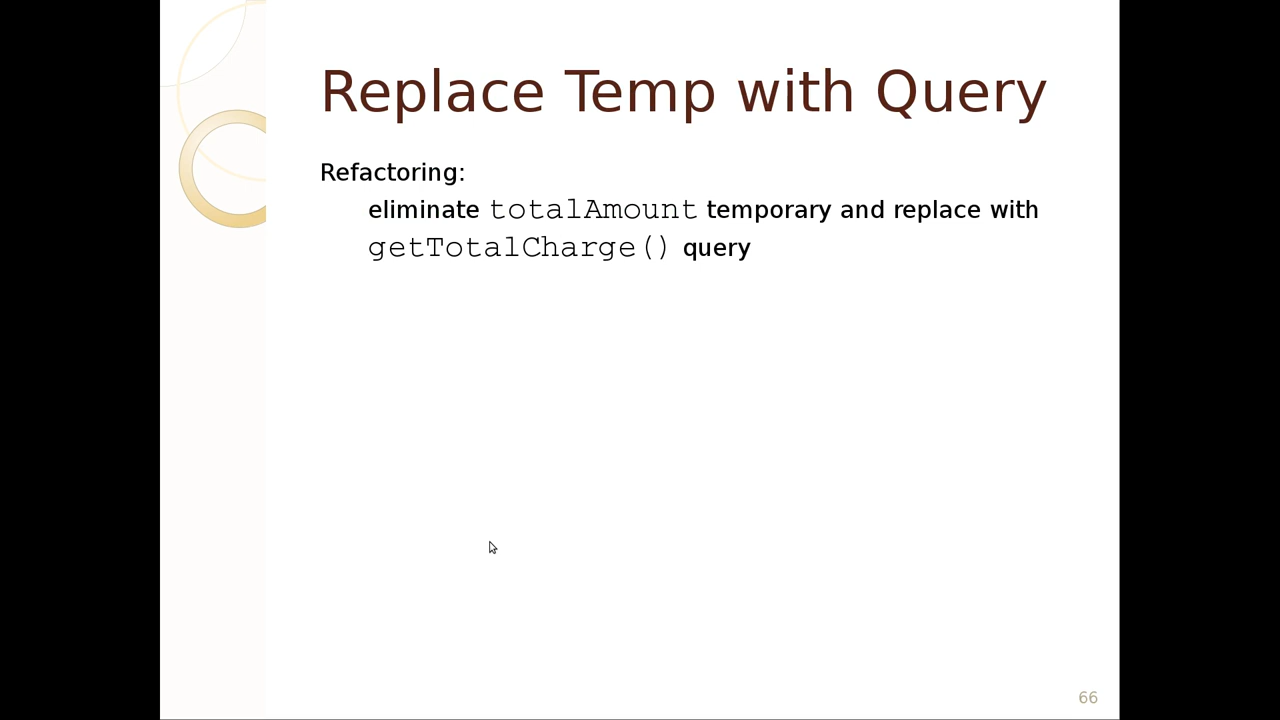 Replace Temp with Query
Refactoring:
eliminate totalAmount temporary and replace with
getTotalCharge() query
66